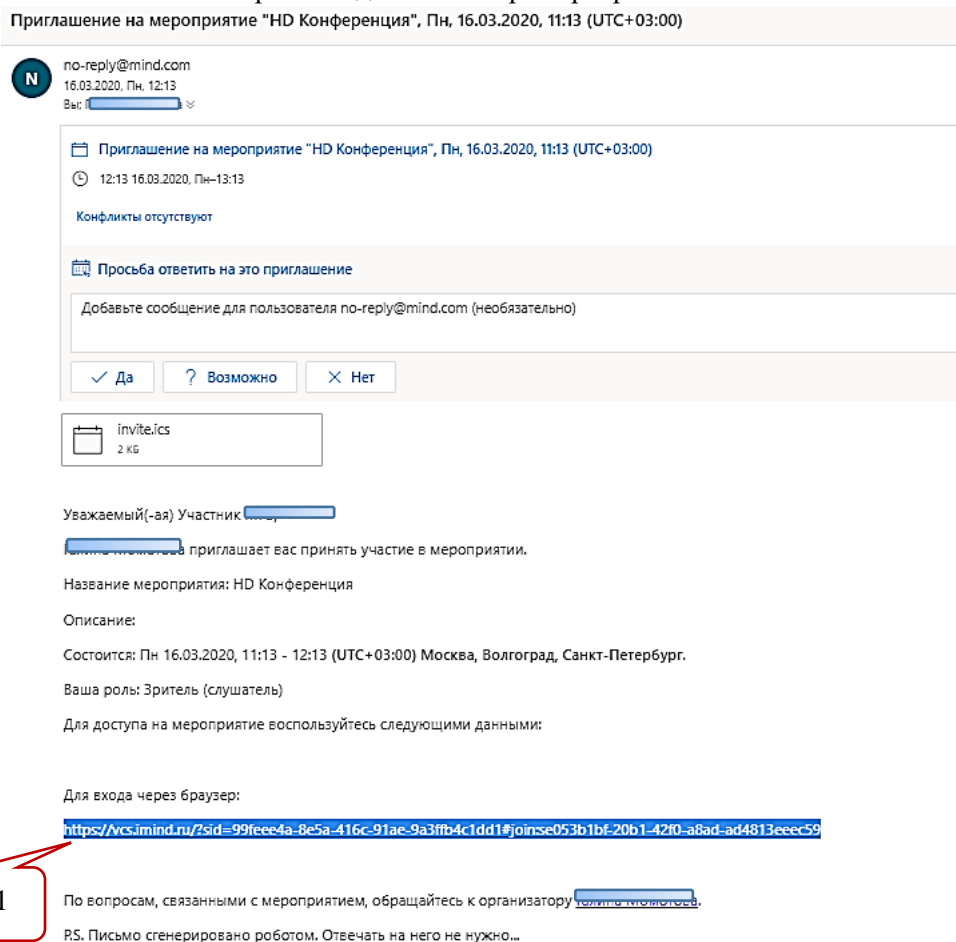 Приглашение на мероприятие "HD Конференция", Пн, 16.03.2020, 11:13 (UTC+03:00)
N
no-reply@mind.com
16.03.2020, Пн, 12:13
Вы:
Приглашение на мероприятие "HD Конференция", Пн, 16.03.2020, 11:13 (UTC+03:00)
12:13 16.03.2020, Пн–13:13
Конфликты отсутствуют
Просьба ответить на это приглашение
Добавьте сообщение для пользователя no-reply@mind.com (необязательно)
Да ? Возможно Нет
invite.ics
2 КБ
Уважаемый(-ая) Участник
приглашает вас принять участие в мероприятии.
Название мероприятия: HD Конференция
Описание:
Состоится: Пн 16.03.2020, 11:13 - 12:13 (UTC+03:00) Москва, Волгоград, Санкт-Петербург.
Ваша роль: Зритель (слушатель)
Для доступа на мероприятие воспользуйтесь следующими данными:
Для входа через браузер:
https://vcs.imind.ru/?sid=99feee4a-8e5a-416c-91ae-9a3ffb4c1dd1#join:se053b1bf-20b1-42f0-a8ad-ad4813eeec59
1
По вопросам, связанными с мероприятием, обращайтесь к организатору
P.S. Письмо сгенерировано роботом. Отвечать на него не нужно...